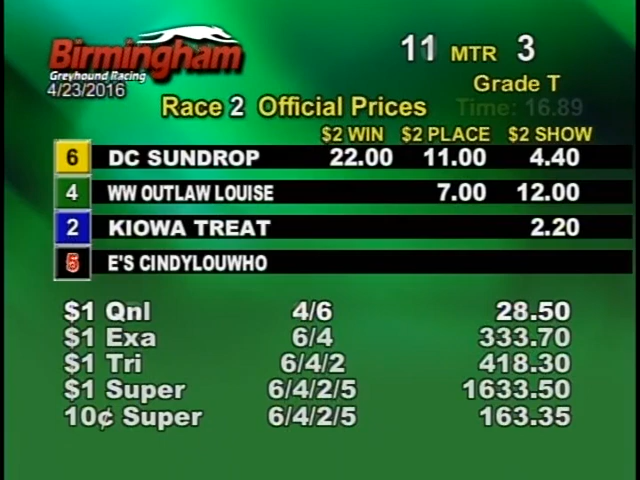 Birmingham
Greyhound Racing
4/23/2016
11 MTR 3
Grade T
Race 2 Official Prices Time: 16.89
$2 WIN $2 PLACE $2 SHOW
6 DC SUNDROP 22.00 11.00 4.40
4 WW OUTLAW LOUISE 7.00 12.00
2 KIOWA TREAT 2.20
5 E'S CINDYLOUWHO
$1 Qnl 4/6 28.50
$1 Exa 6/4 333.70
$1 Tri 6/4/2 418.30
$1 Super 6/4/2/5 1633.50
10¢ Super 6/4/2/5 163.35